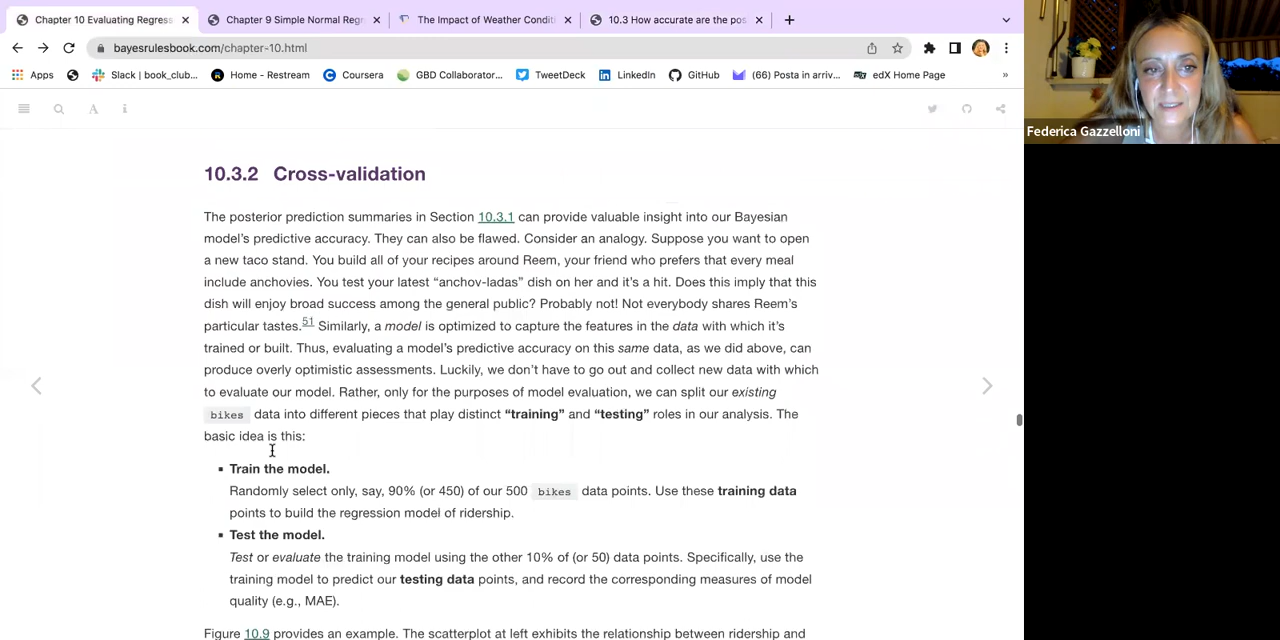 Chapter 10 Evaluating Regress
Chapter 9 Simple Normal Regr
The Impact of Weather Conditi
10.3 How accurate are the pos
bayesrulesbook.com/chapter-10.html
Apps
Slack | book_club...
Home - Restream
Coursera
GBD Collaborator...
TweetDeck
LinkedIn
GitHub
(66) Posta in arriv...
edX Home Page
»
Federica Gazzelloni
10.3.2 Cross-validation
The posterior prediction summaries in Section 10.3.1 can provide valuable insight into our Bayesian
model's predictive accuracy. They can also be flawed. Consider an analogy. Suppose you want to open
a new taco stand. You build all of your recipes around Reem, your friend who prefers that every meal
include anchovies. You test your latest “anchov-ladas” dish on her and it's a hit. Does this imply that this
dish will enjoy broad success among the general public? Probably not! Not everybody shares Reem's
particular tastes.51 Similarly, a model is optimized to capture the features in the data with which it's
trained or built. Thus, evaluating a model's predictive accuracy on this same data, as we did above, can
produce overly optimistic assessments. Luckily, we don't have to go out and collect new data with which
to evaluate our model. Rather, only for the purposes of model evaluation, we can split our existing
bikes data into different pieces that play distinct “training” and “testing” roles in our analysis. The
basic idea is this:
▪ Train the model.
Randomly select only, say, 90% (or 450) of our 500 bikes data points. Use these training data
points to build the regression model of ridership.
▪ Test the model.
Test or evaluate the training model using the other 10% of (or 50) data points. Specifically, use the
training model to predict our testing data points, and record the corresponding measures of model
quality (e.g., MAE).
Figure 10.9 provides an example. The scatterplot at left exhibits the relationship between ridership and